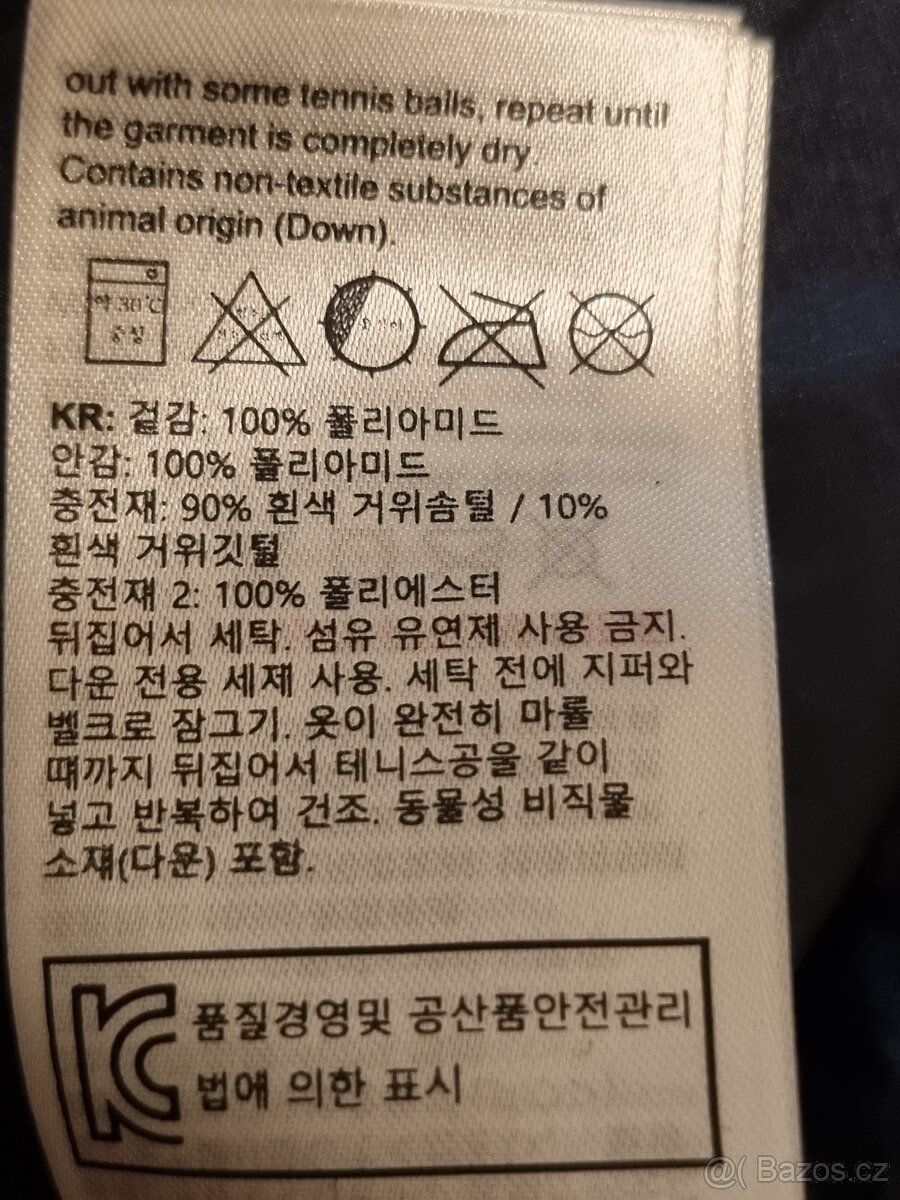 out with some tennis balls, repeat until
the garment is completely dry.
Contains non-textile substances of
animal origin (Down).
약 30℃
중성
KR: 겉감: 100% 폴리아미드
안감: 100% 폴리아미드
충전재: 90% 흰색 거위솜털 / 10%
흰색 거위깃털
충전재 2: 100% 폴리에스터
뒤집어서 세탁. 섬유 유연제 사용 금지.
다운 전용 세제 사용. 세탁 전에 지퍼와
벨크로 잠그기. 옷이 완전히 마를
때까지 뒤집어서 테니스공을 같이
넣고 반복하여 건조. 동물성 비직물
소재(다운) 포함.
품질경영및 공산품안전관리
법애 의한 표시
@( Bazos.cz